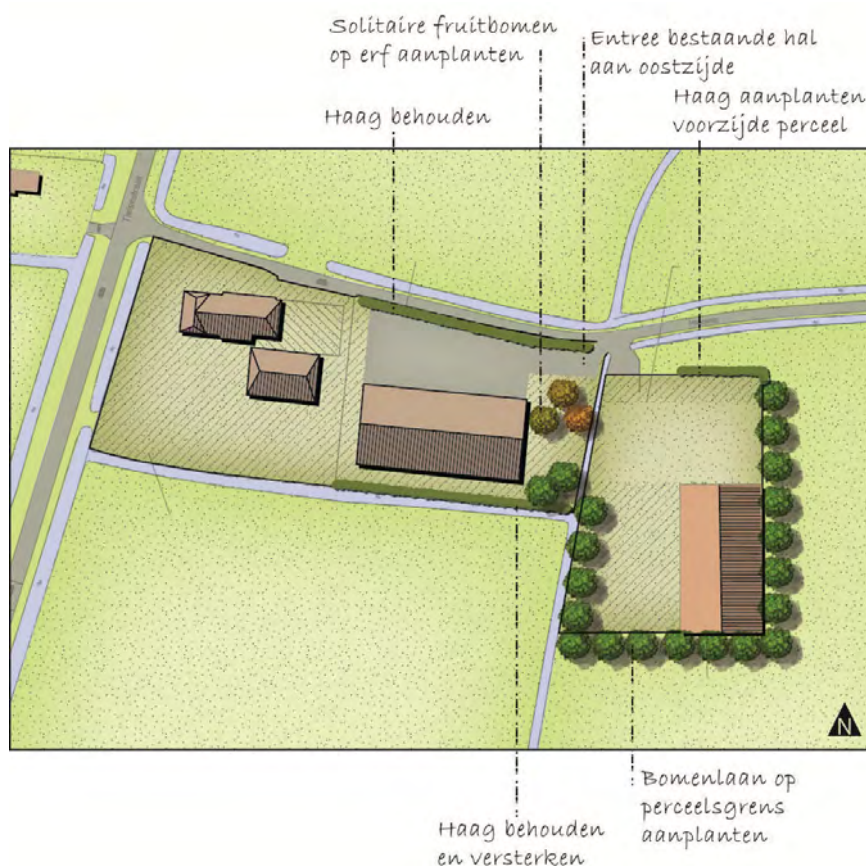 Solitaire fruitbomen
op erf aanplanten
Entree bestaande hal
aan oostzijde
Haag behouden
Haag aanplanten
voorzijde perceel
N
Bomenlaan op
perceelsgrens
aanplanten
Haag behouden
en versterken